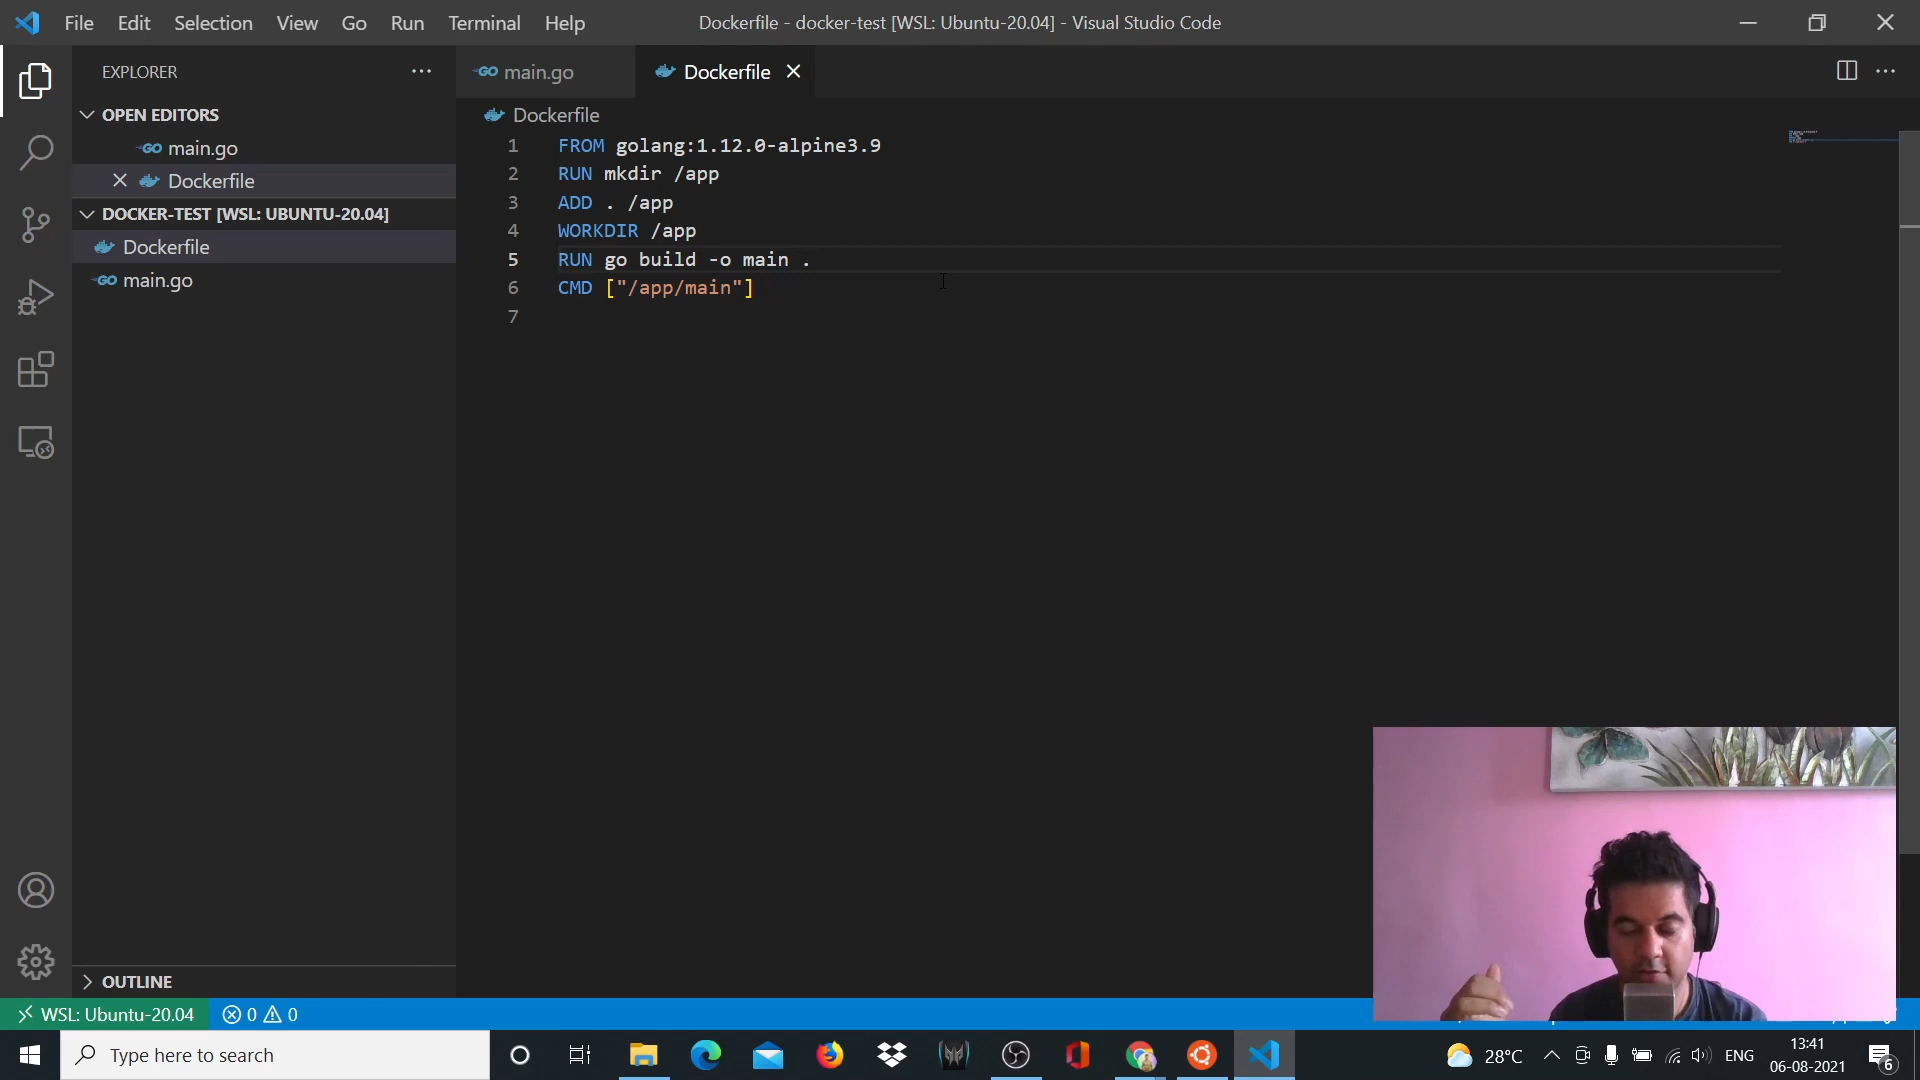 File Edit Selection View Go Run Terminal Help
Dockerfile - docker-test [WSL: Ubuntu-20.04] - Visual Studio Code
EXPLORER
OPEN EDITORS
main.go
Dockerfile
DOCKER-TEST [WSL: UBUNTU-20.04]
Dockerfile
main.go
OUTLINE
main.go
Dockerfile
Dockerfile
1 FROM golang:1.12.0-alpine3.9
2 RUN mkdir /app
3 ADD . /app
4 WORKDIR /app
5 RUN go build -o main .
6 CMD ["/app/main"]
7
WSL: Ubuntu-20.04 0 0
Type here to search
28°C
ENG
13:41
06-08-2021
6